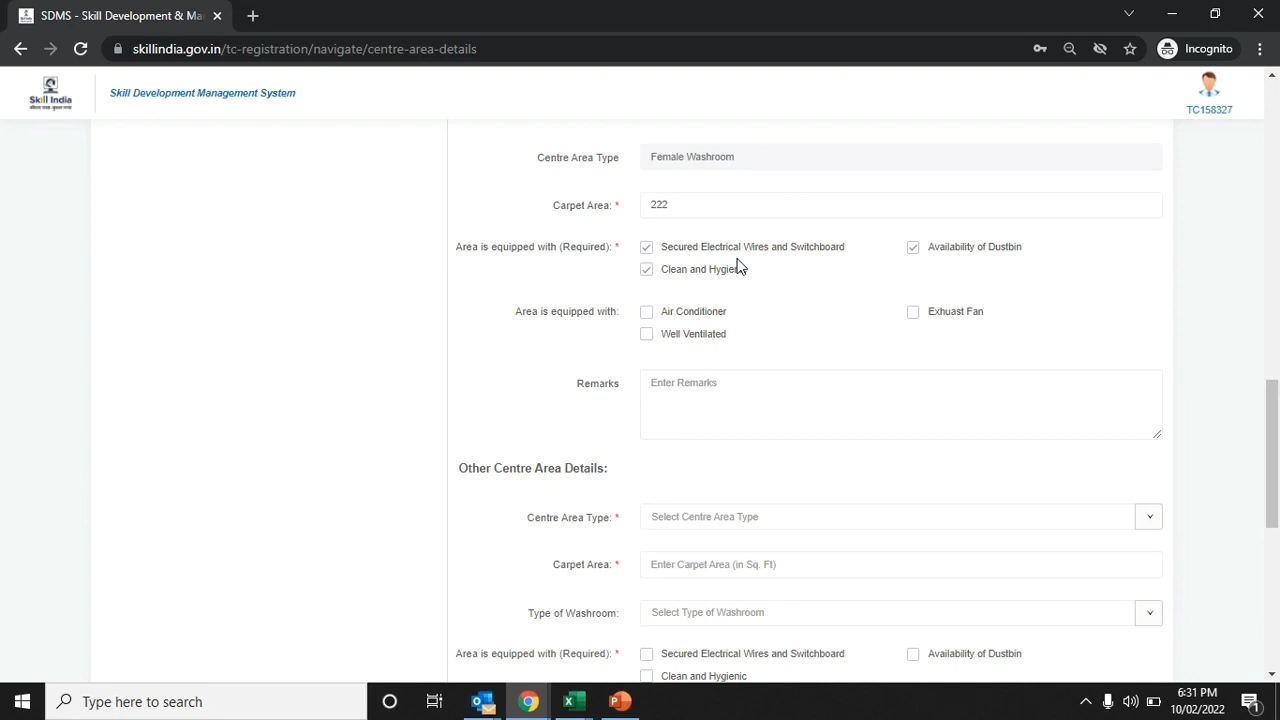 SDMS - Skill Development & Ma
skillindia.gov.in/tc-registration/navigate/centre-area-details
Incognito
Skill India
Skill Development Management System
TC158327
Centre Area Type
Female Washroom
Carpet Area: *
222
Area is equipped with (Required): *
Secured Electrical Wires and Switchboard
Availability of Dustbin
Clean and Hygien
Area is equipped with:
Air Conditioner
Exhuast Fan
Well Ventilated
Remarks
Enter Remarks
Other Centre Area Details:
Centre Area Type: *
Select Centre Area Type
Carpet Area: *
Enter Carpet Area (in Sq. Ft)
Type of Washroom:
Select Type of Washroom
Area is equipped with (Required): *
Secured Electrical Wires and Switchboard
Availability of Dustbin
Clean and Hygienic
Type here to search
6:31 PM
10/02/2022
1